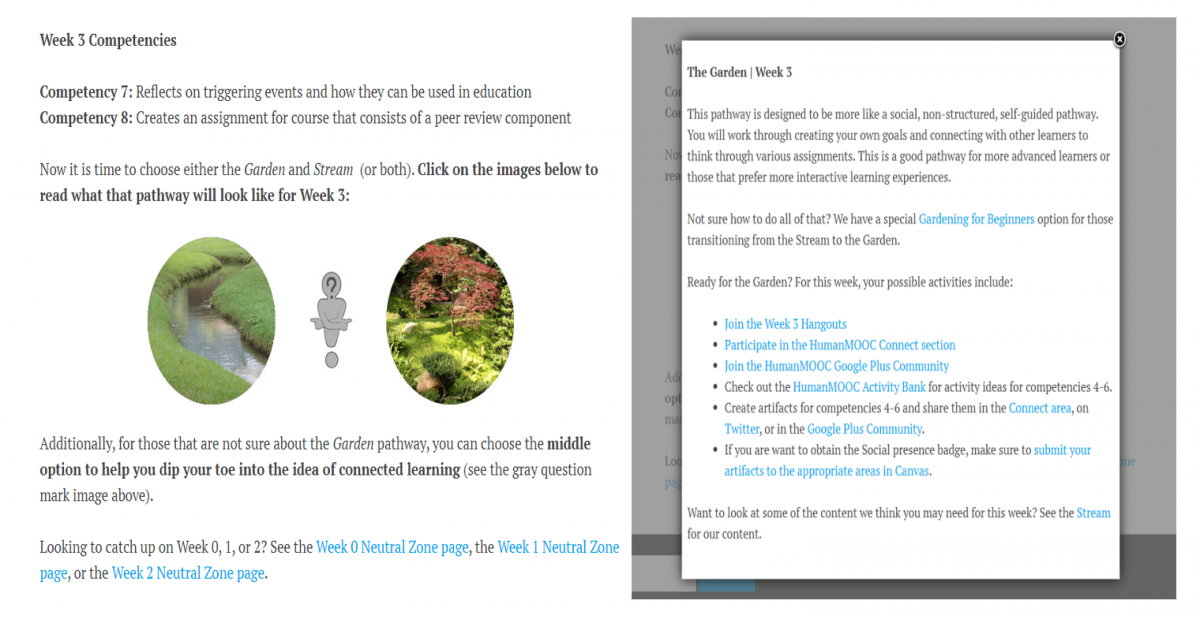 Week 3 Competencies
Competency 7: Reflects on triggering events and how they can be used in education
Competency 8: Creates an assignment for course that consists of a peer review component
Now it is time to choose either the Garden and Stream (or both). Click on the images below to
read what that pathway will look like for Week 3:
?
Additionally, for those that are not sure about the Garden pathway, you can choose the middle
option to help you dip your toe into the idea of connected learning (see the gray question
mark image above).
Looking to catch up on Week 0, 1, or 2? See the Week 0 Neutral Zone page, the Week 1 Neutral Zone
page, or the Week 2 Neutral Zone page.
The Garden | Week 3
This pathway is designed to be more like a social, non-structured, self-guided pathway.
You will work through creating your own goals and connecting with other learners to
think through various assignments. This is a good pathway for more advanced learners or
those that prefer more interactive learning experiences.
Not sure how to do all of that? We have a special Gardening for Beginners option for those
transitioning from the Stream to the Garden.
Ready for the Garden? For this week, your possible activities include:
• Join the Week 3 Hangouts
• Participate in the HumanMOOC Connect section
• Join the HumanMOOC Google Plus Community
• Check out the HumanMOOC Activity Bank for activity ideas for competencies 4-6.
• Create artifacts for competencies 4-6 and share them in the Connect area, on
Twitter, or in the Google Plus Community.
• If you are want to obtain the Social presence badge, make sure to submit your
artifacts to the appropriate areas in Canvas.
Want to look at some of the content we think you may need for this week? See the Stream
for our content.